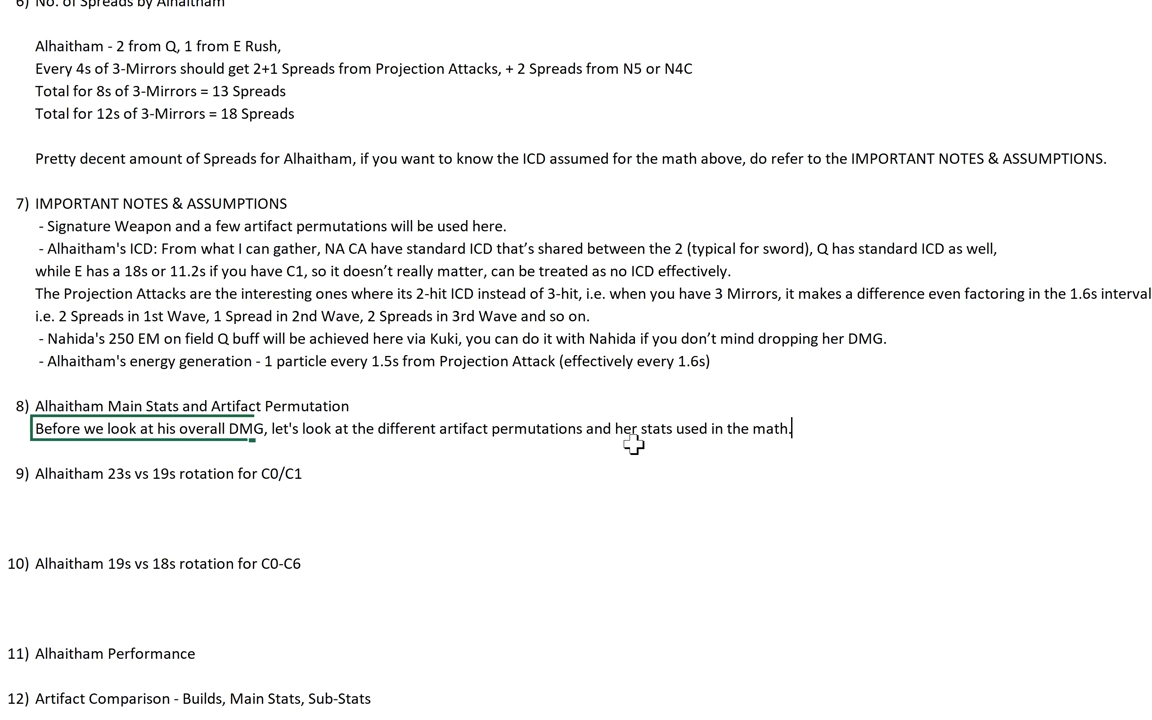 6) No. of Spreads by Alhaitham
Alhaitham - 2 from Q, 1 from E Rush,
Every 4s of 3-Mirrors should get 2+1 Spreads from Projection Attacks, + 2 Spreads from N5 or N4C
Total for 8s of 3-Mirrors = 13 Spreads
Total for 12s of 3-Mirrors = 18 Spreads
Pretty decent amount of Spreads for Alhaitham, if you want to know the ICD assumed for the math above, do refer to the IMPORTANT NOTES & ASSUMPTIONS.
7) IMPORTANT NOTES & ASSUMPTIONS
- Signature Weapon and a few artifact permutations will be used here.
- Alhaitham's ICD: From what I can gather, NA CA have standard ICD that's shared between the 2 (typical for sword), Q has standard ICD as well,
while E has a 18s or 11.2s if you have C1, so it doesn't really matter, can be treated as no ICD effectively.
The Projection Attacks are the interesting ones where its 2-hit ICD instead of 3-hit, i.e. when you have 3 Mirrors, it makes a difference even factoring in the 1.6s interval
i.e. 2 Spreads in 1st Wave, 1 Spread in 2nd Wave, 2 Spreads in 3rd Wave and so on.
- Nahida's 250 EM on field Q buff will be achieved here via Kuki, you can do it with Nahida if you don't mind dropping her DMG.
- Alhaitham's energy generation - 1 particle every 1.5s from Projection Attack (effectively every 1.6s)
8) Alhaitham Main Stats and Artifact Permutation
Before we look at his overall DMG, let's look at the different artifact permutations and her stats used in the math.
9) Alhaitham 23s vs 19s rotation for C0/C1
10) Alhaitham 19s vs 18s rotation for C0-C6
11) Alhaitham Performance
12) Artifact Comparison - Builds, Main Stats, Sub-Stats